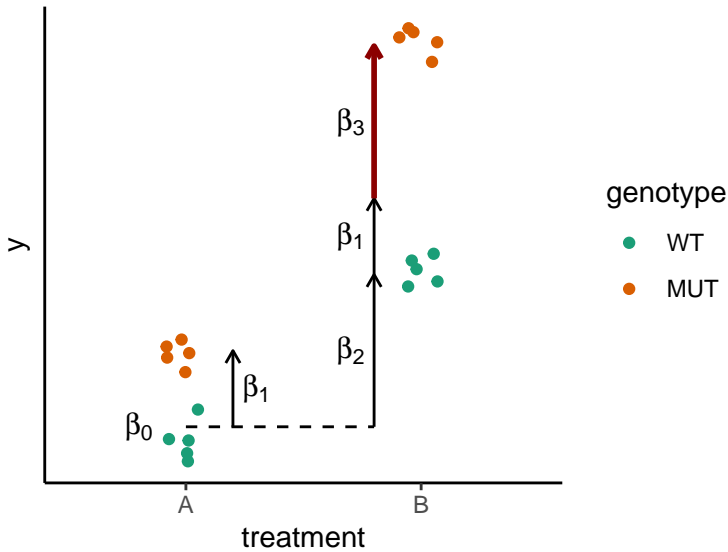 y
β3
β1
β2
β1
β0
A
B
treatment
genotype
WT
MUT